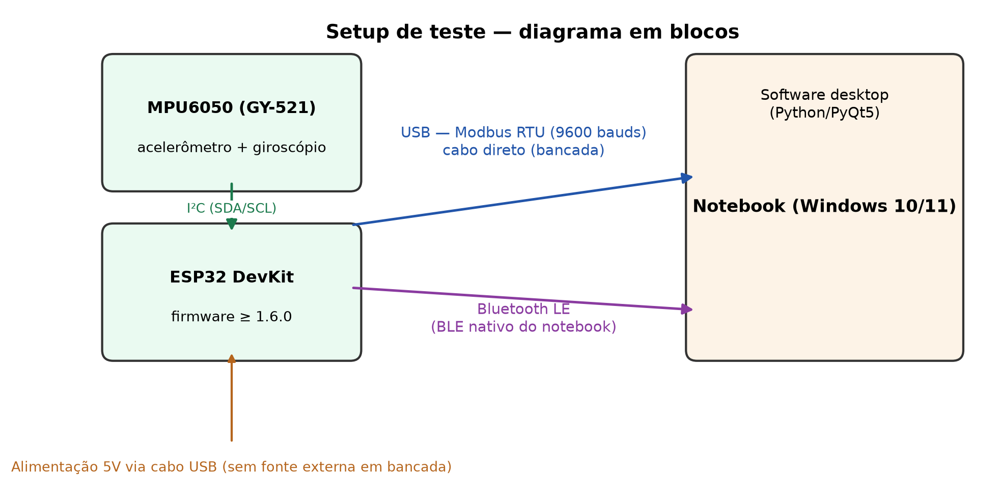 Setup de teste — diagrama em blocos
MPU6050 (GY-521)
acelerômetro + giroscópio
I²C (SDA/SCL)
ESP32 DevKit
firmware ≥ 1.6.0
USB — Modbus RTU (9600 bauds)
cabo direto (bancada)
Bluetooth LE
(BLE nativo do notebook)
Software desktop
(Python/PyQt5)
Notebook (Windows 10/11)
Alimentação 5V via cabo USB (sem fonte externa em bancada)